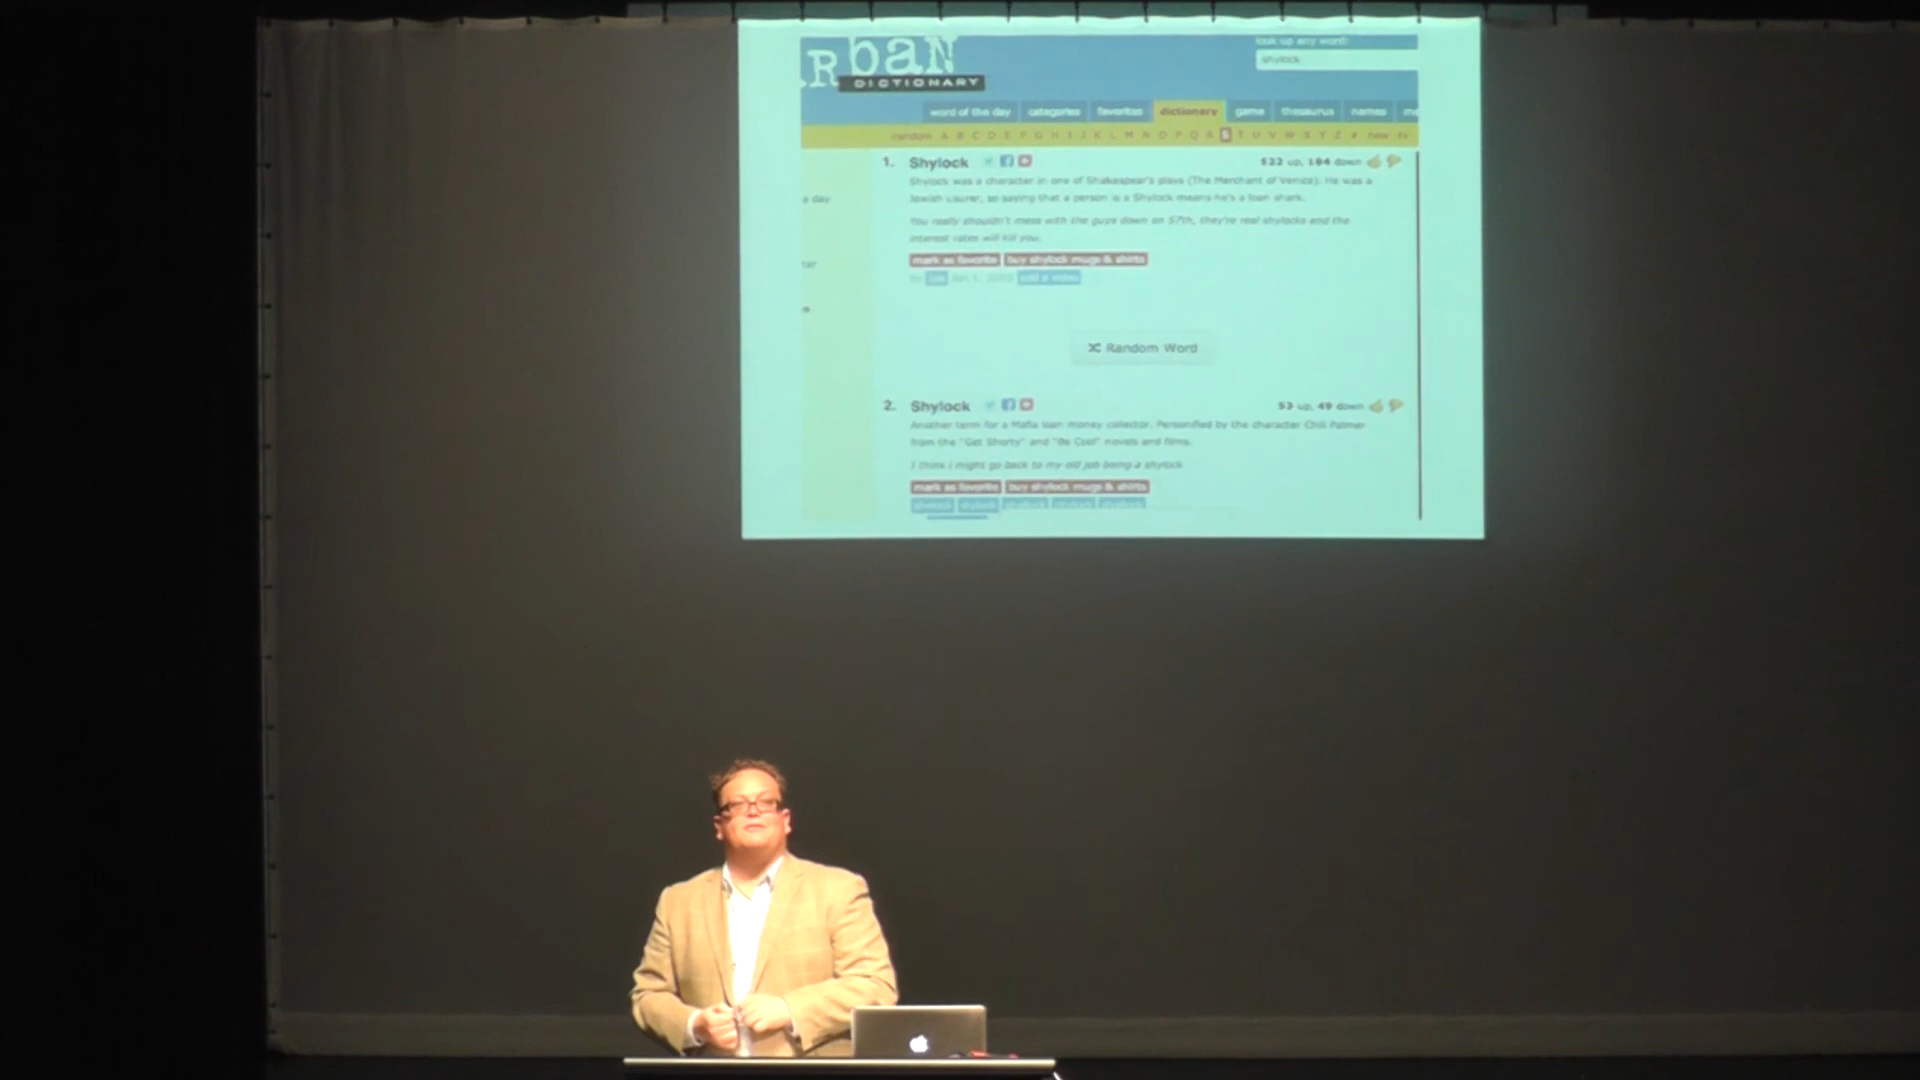 RBAN
DICTIONARY
look up any word:
shylock
word of the day categories favorites dictionary game thesaurus names
random A B C D E F G H I J K L M N O P Q R S T U V W X Y Z # new
1. Shylock 522 up, 184 down
Shylock was a character in one of Shakespear's plays (The Merchant of Venice). He was a
e day
Jewish usurer, so saying that a person is a Shylock means he's a loan shark.
You really shouldn't mess with the guys down on 57th, they're real shylocks and the
interest rates will kill you.
mark as favorite buy shylock mugs & shirts
by add a video
Random Word
2. Shylock 53 up, 49 down
Another term for a Mafia loan money collector. Personified by the character Chili Palmer
from the "Get Shorty" and "Be Cool" novels and films.
I think I might go back to my old job being a shylock
mark as favorite buy shylock mugs & shirts